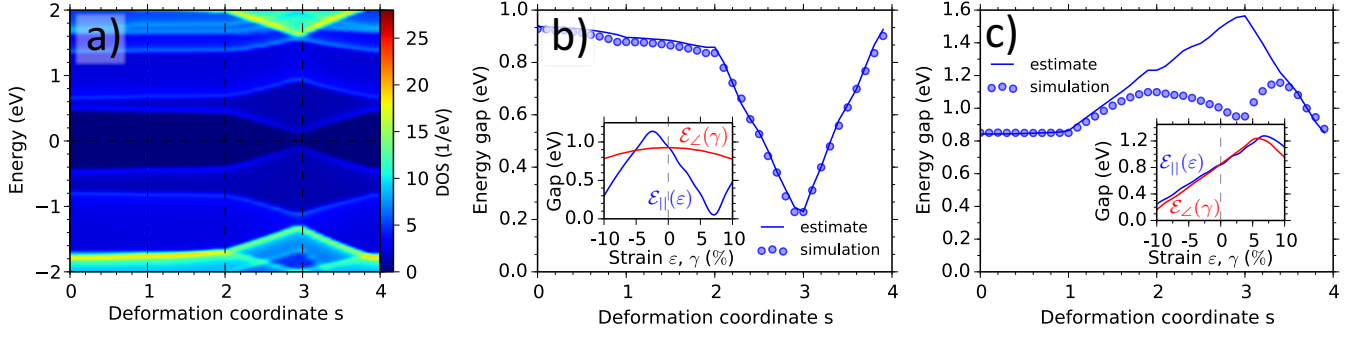 a)
2
1
0
−1
−2
Energy (eV)
0 1 2 3 4
Deformation coordinate s
25
20
15
10
5
0
DOS (1/eV)
b)
1.0
0.8
0.6
0.4
0.2
0.0
Energy gap (eV)
0 1 2 3 4
Deformation coordinate s
estimate
simulation
1.0
0.5
0.0
Gap (eV)
-10 -5 0 5 10
Strain ε, γ (%)
ℰ∠(γ)
ℰ||(ε)
c)
1.6
1.4
1.2
1.0
0.8
0.6
0.4
0.2
0.0
Energy gap (eV)
0 1 2 3 4
Deformation coordinate s
estimate
simulation
1.2
0.8
0.4
0.0
Gap (eV)
-10 -5 0 5 10
Strain ε, γ (%)
ℰ||(ε)
ℰ∠(γ)